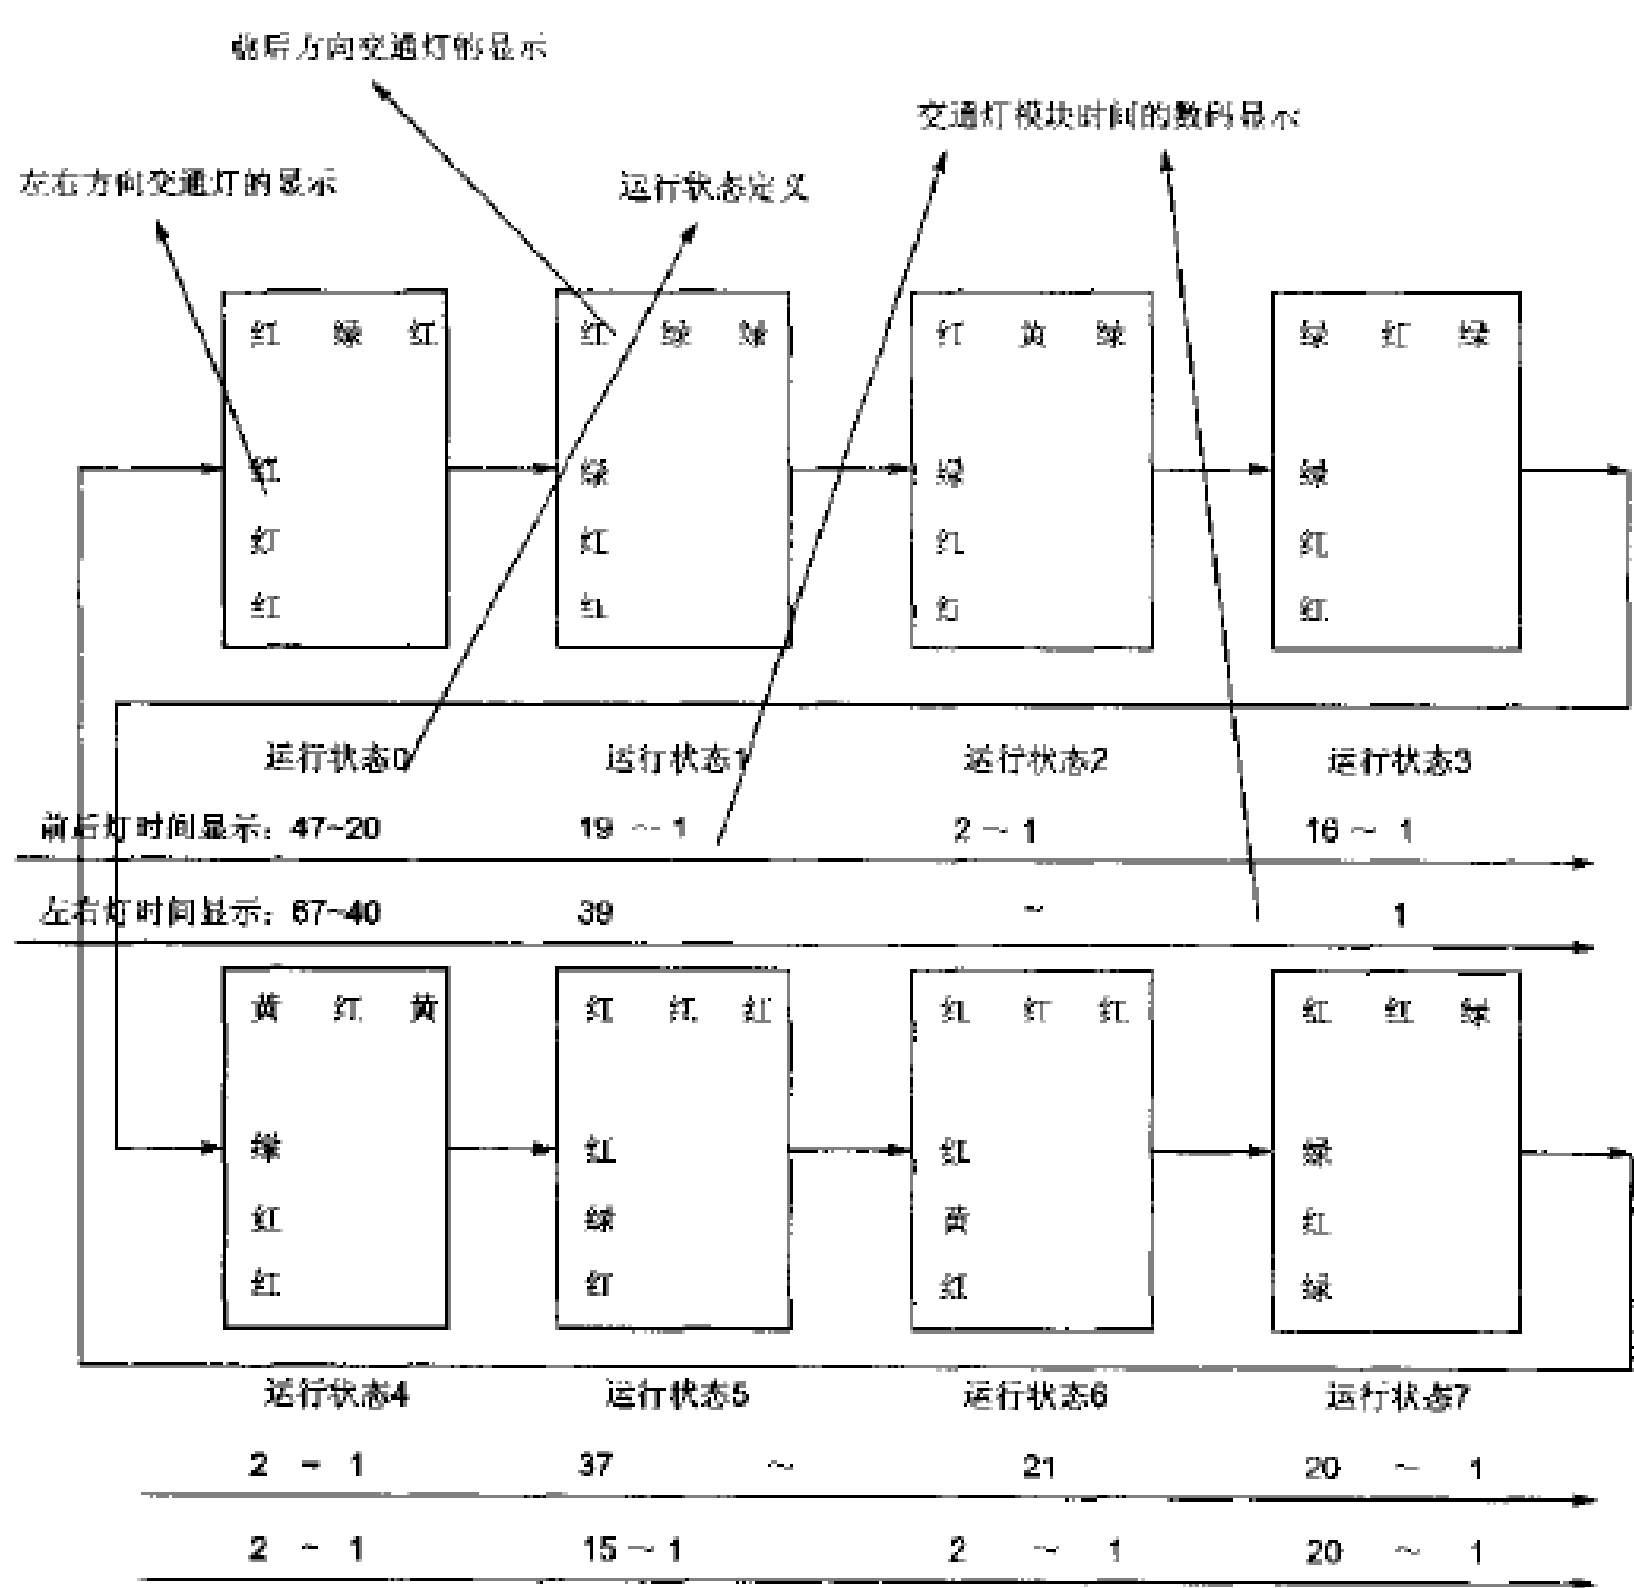 前后方向交通灯的显示
交通灯模块时间的数码显示
左右方向交通灯的显示
运行状态定义
红 绿 红
红 绿 绿
红 黄 绿
绿 红 绿
红
绿
绿
绿
红
红
红
红
红
红
红
红
运行状态0
运行状态1
运行状态2
运行状态3
前后灯时间显示：47~20 19 ~ 1 2 ~ 1 16 ~ 1
左右灯时间显示：67~40 39 ~ 1
黄 红 黄
红 红 红
红 红 红
红 红 绿
绿
红
红
绿
红
绿
黄
红
红
红
红
绿
运行状态4
运行状态5
运行状态6
运行状态7
2 ~ 1 37 ~ 21 20 ~ 1
2 ~ 1 15 ~ 1 2 ~ 1 20 ~ 1